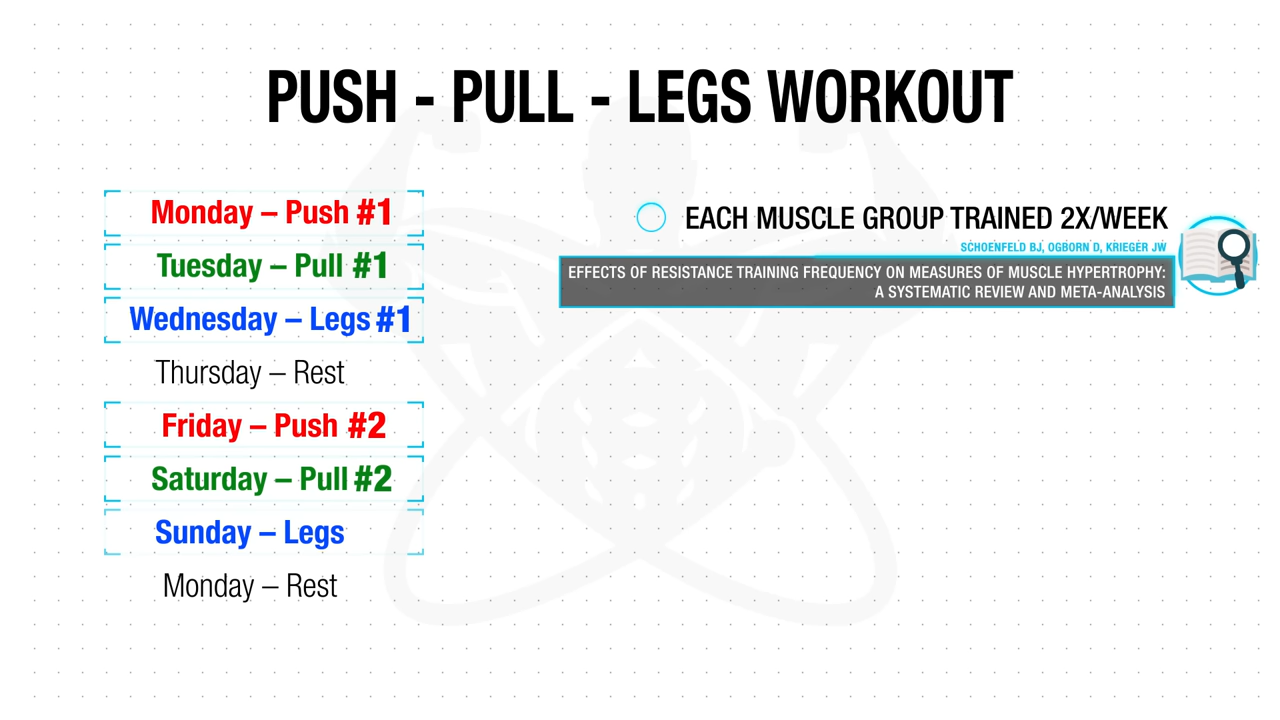 PUSH - PULL - LEGS WORKOUT
Monday – Push #1
Tuesday – Pull #1
Wednesday – Legs #1
Thursday – Rest
Friday – Push #2
Saturday – Pull #2
Sunday – Legs
Monday – Rest
EACH MUSCLE GROUP TRAINED 2X/WEEK
SCHOENFELD BJ, OGBORN D, KRIEGER JW
EFFECTS OF RESISTANCE TRAINING FREQUENCY ON MEASURES OF MUSCLE HYPERTROPHY:
A SYSTEMATIC REVIEW AND META-ANALYSIS